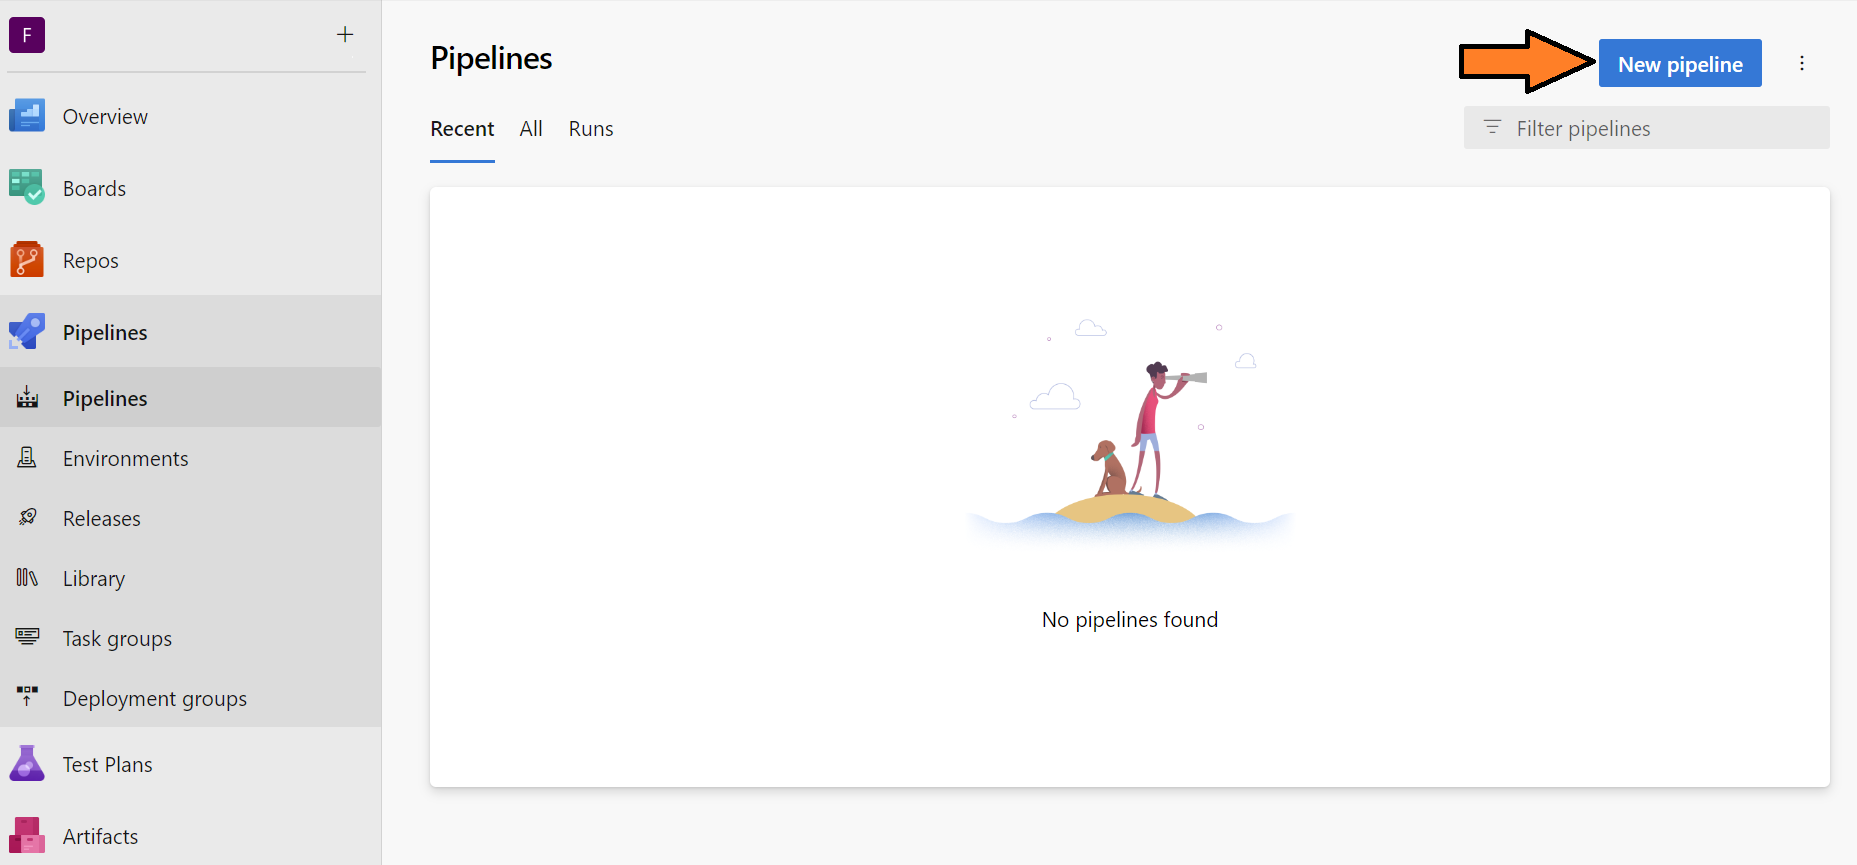 F
+
Overview
Boards
Repos
Pipelines
Pipelines
Environments
Releases
Library
Task groups
Deployment groups
Test Plans
Artifacts
Pipelines
New pipeline
Recent All Runs
Filter pipelines
No pipelines found